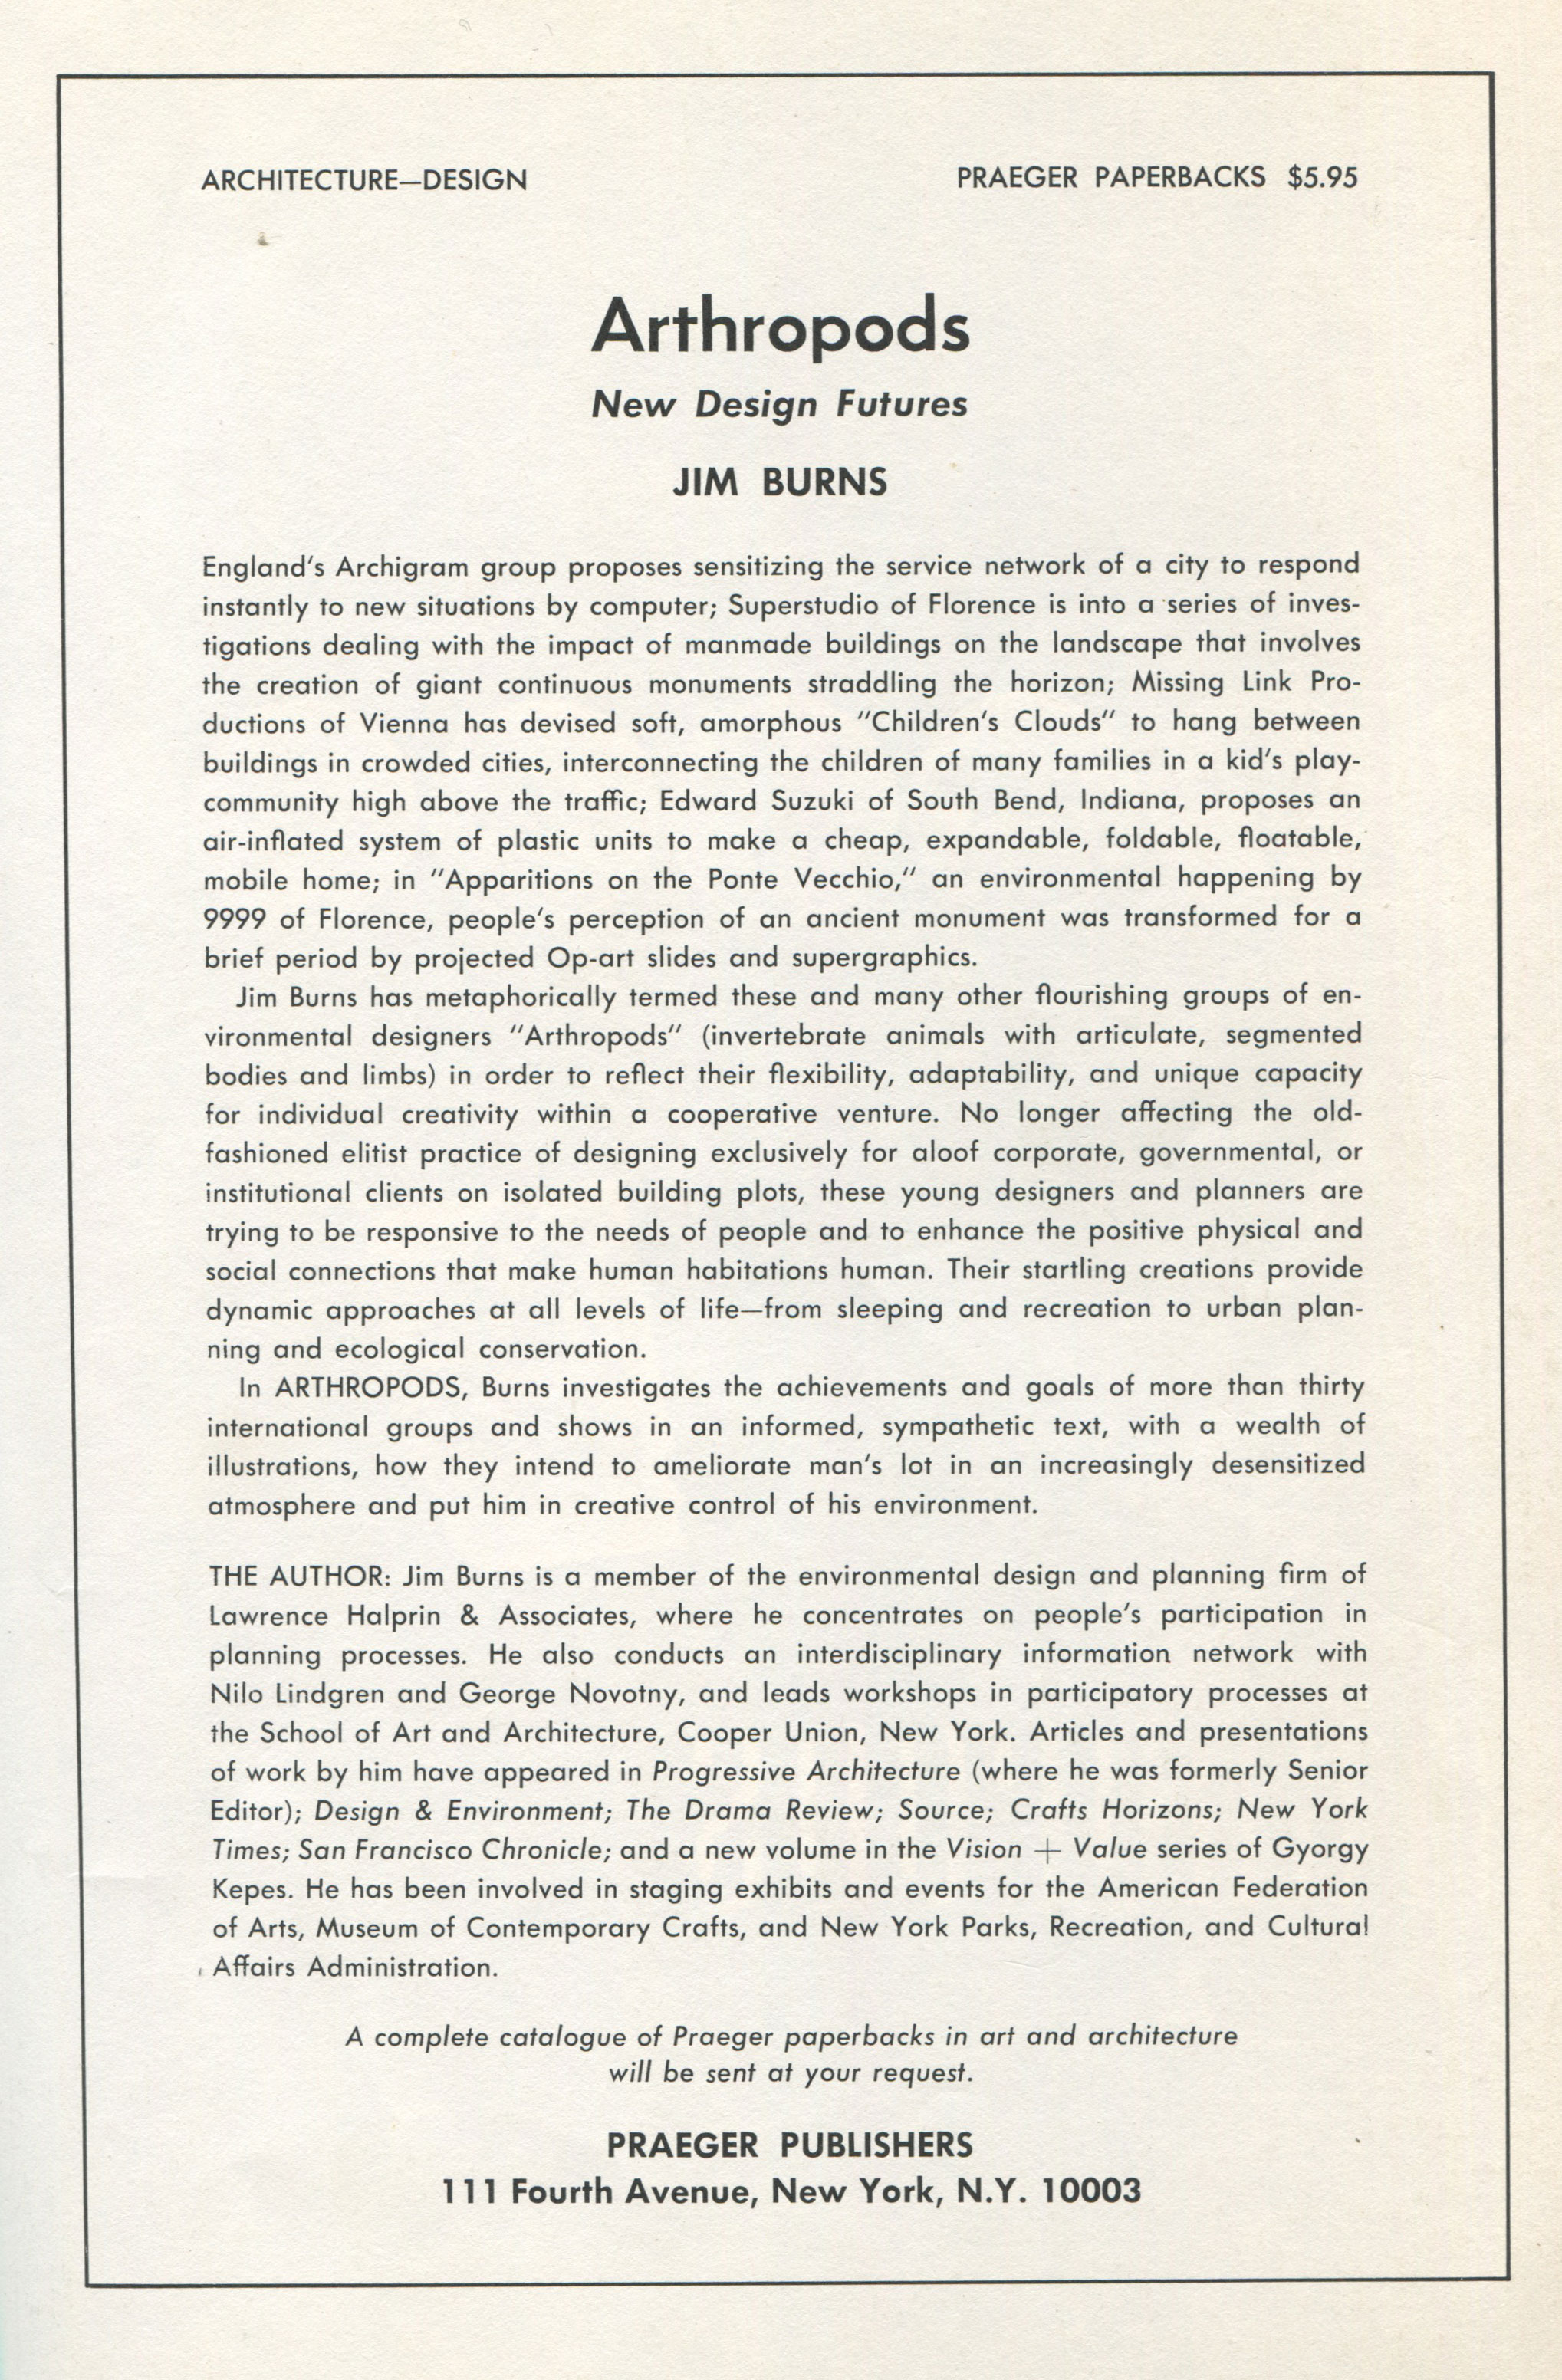 ARCHITECTURE—DESIGN
PRAEGER PAPERBACKS $5.95
Arthropods
New Design Futures
JIM BURNS
England's Archigram group proposes sensitizing the service network of a city to respond
instantly to new situations by computer; Superstudio of Florence is into a series of inves-
tigations dealing with the impact of manmade buildings on the landscape that involves
the creation of giant continuous monuments straddling the horizon; Missing Link Pro-
ductions of Vienna has devised soft, amorphous "Children's Clouds" to hang between
buildings in crowded cities, interconnecting the children of many families in a kid's play-
community high above the traffic; Edward Suzuki of South Bend, Indiana, proposes an
air-inflated system of plastic units to make a cheap, expandable, foldable, floatable,
mobile home; in "Apparitions on the Ponte Vecchio," an environmental happening by
9999 of Florence, people's perception of an ancient monument was transformed for a
brief period by projected Op-art slides and supergraphics.
Jim Burns has metaphorically termed these and many other flourishing groups of en-
vironmental designers "Arthropods" (invertebrate animals with articulate, segmented
bodies and limbs) in order to reflect their flexibility, adaptability, and unique capacity
for individual creativity within a cooperative venture. No longer affecting the old-
fashioned elitist practice of designing exclusively for aloof corporate, governmental, or
institutional clients on isolated building plots, these young designers and planners are
trying to be responsive to the needs of people and to enhance the positive physical and
social connections that make human habitations human. Their startling creations provide
dynamic approaches at all levels of life—from sleeping and recreation to urban plan-
ning and ecological conservation.
In ARTHROPODS, Burns investigates the achievements and goals of more than thirty
international groups and shows in an informed, sympathetic text, with a wealth of
illustrations, how they intend to ameliorate man's lot in an increasingly desensitized
atmosphere and put him in creative control of his environment.
THE AUTHOR: Jim Burns is a member of the environmental design and planning firm of
Lawrence Halprin & Associates, where he concentrates on people's participation in
planning processes. He also conducts an interdisciplinary information network with
Nilo Lindgren and George Novotny, and leads workshops in participatory processes at
the School of Art and Architecture, Cooper Union, New York. Articles and presentations
of work by him have appeared in Progressive Architecture (where he was formerly Senior
Editor); Design & Environment; The Drama Review; Source; Crafts Horizons; New York
Times; San Francisco Chronicle; and a new volume in the Vision + Value series of Gyorgy
Kepes. He has been involved in staging exhibits and events for the American Federation
of Arts, Museum of Contemporary Crafts, and New York Parks, Recreation, and Cultural
Affairs Administration.
A complete catalogue of Praeger paperbacks in art and architecture
will be sent at your request.
PRAEGER PUBLISHERS
111 Fourth Avenue, New York, N.Y. 10003